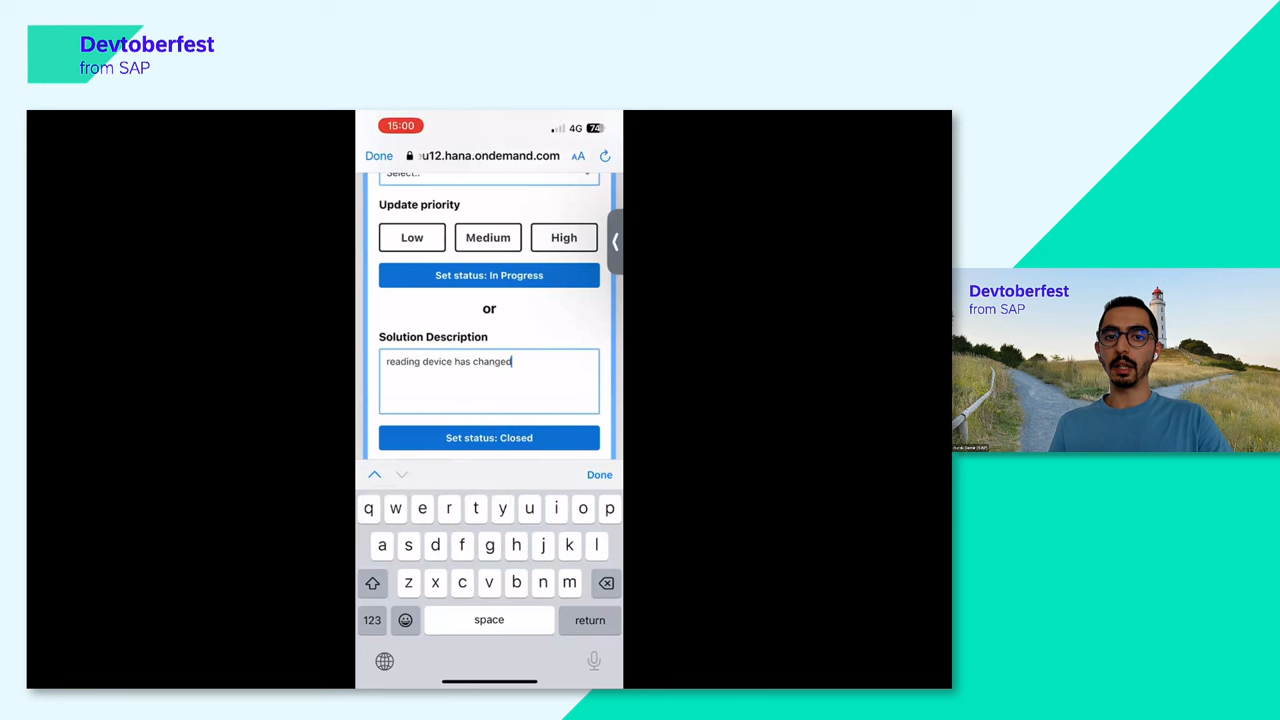 Devtoberfest
from SAP
15:00
4G
74
Done
u12.hana.ondemand.com
AA
Select..
Update priority
Low
Medium
High
Set status: In Progress
or
Solution Description
reading device has changed
Set status: Closed
Done
q w e r t y u i o p
a s d f g h j k l
z x c v b n m
123
space
return
Devtoberfest
from SAP